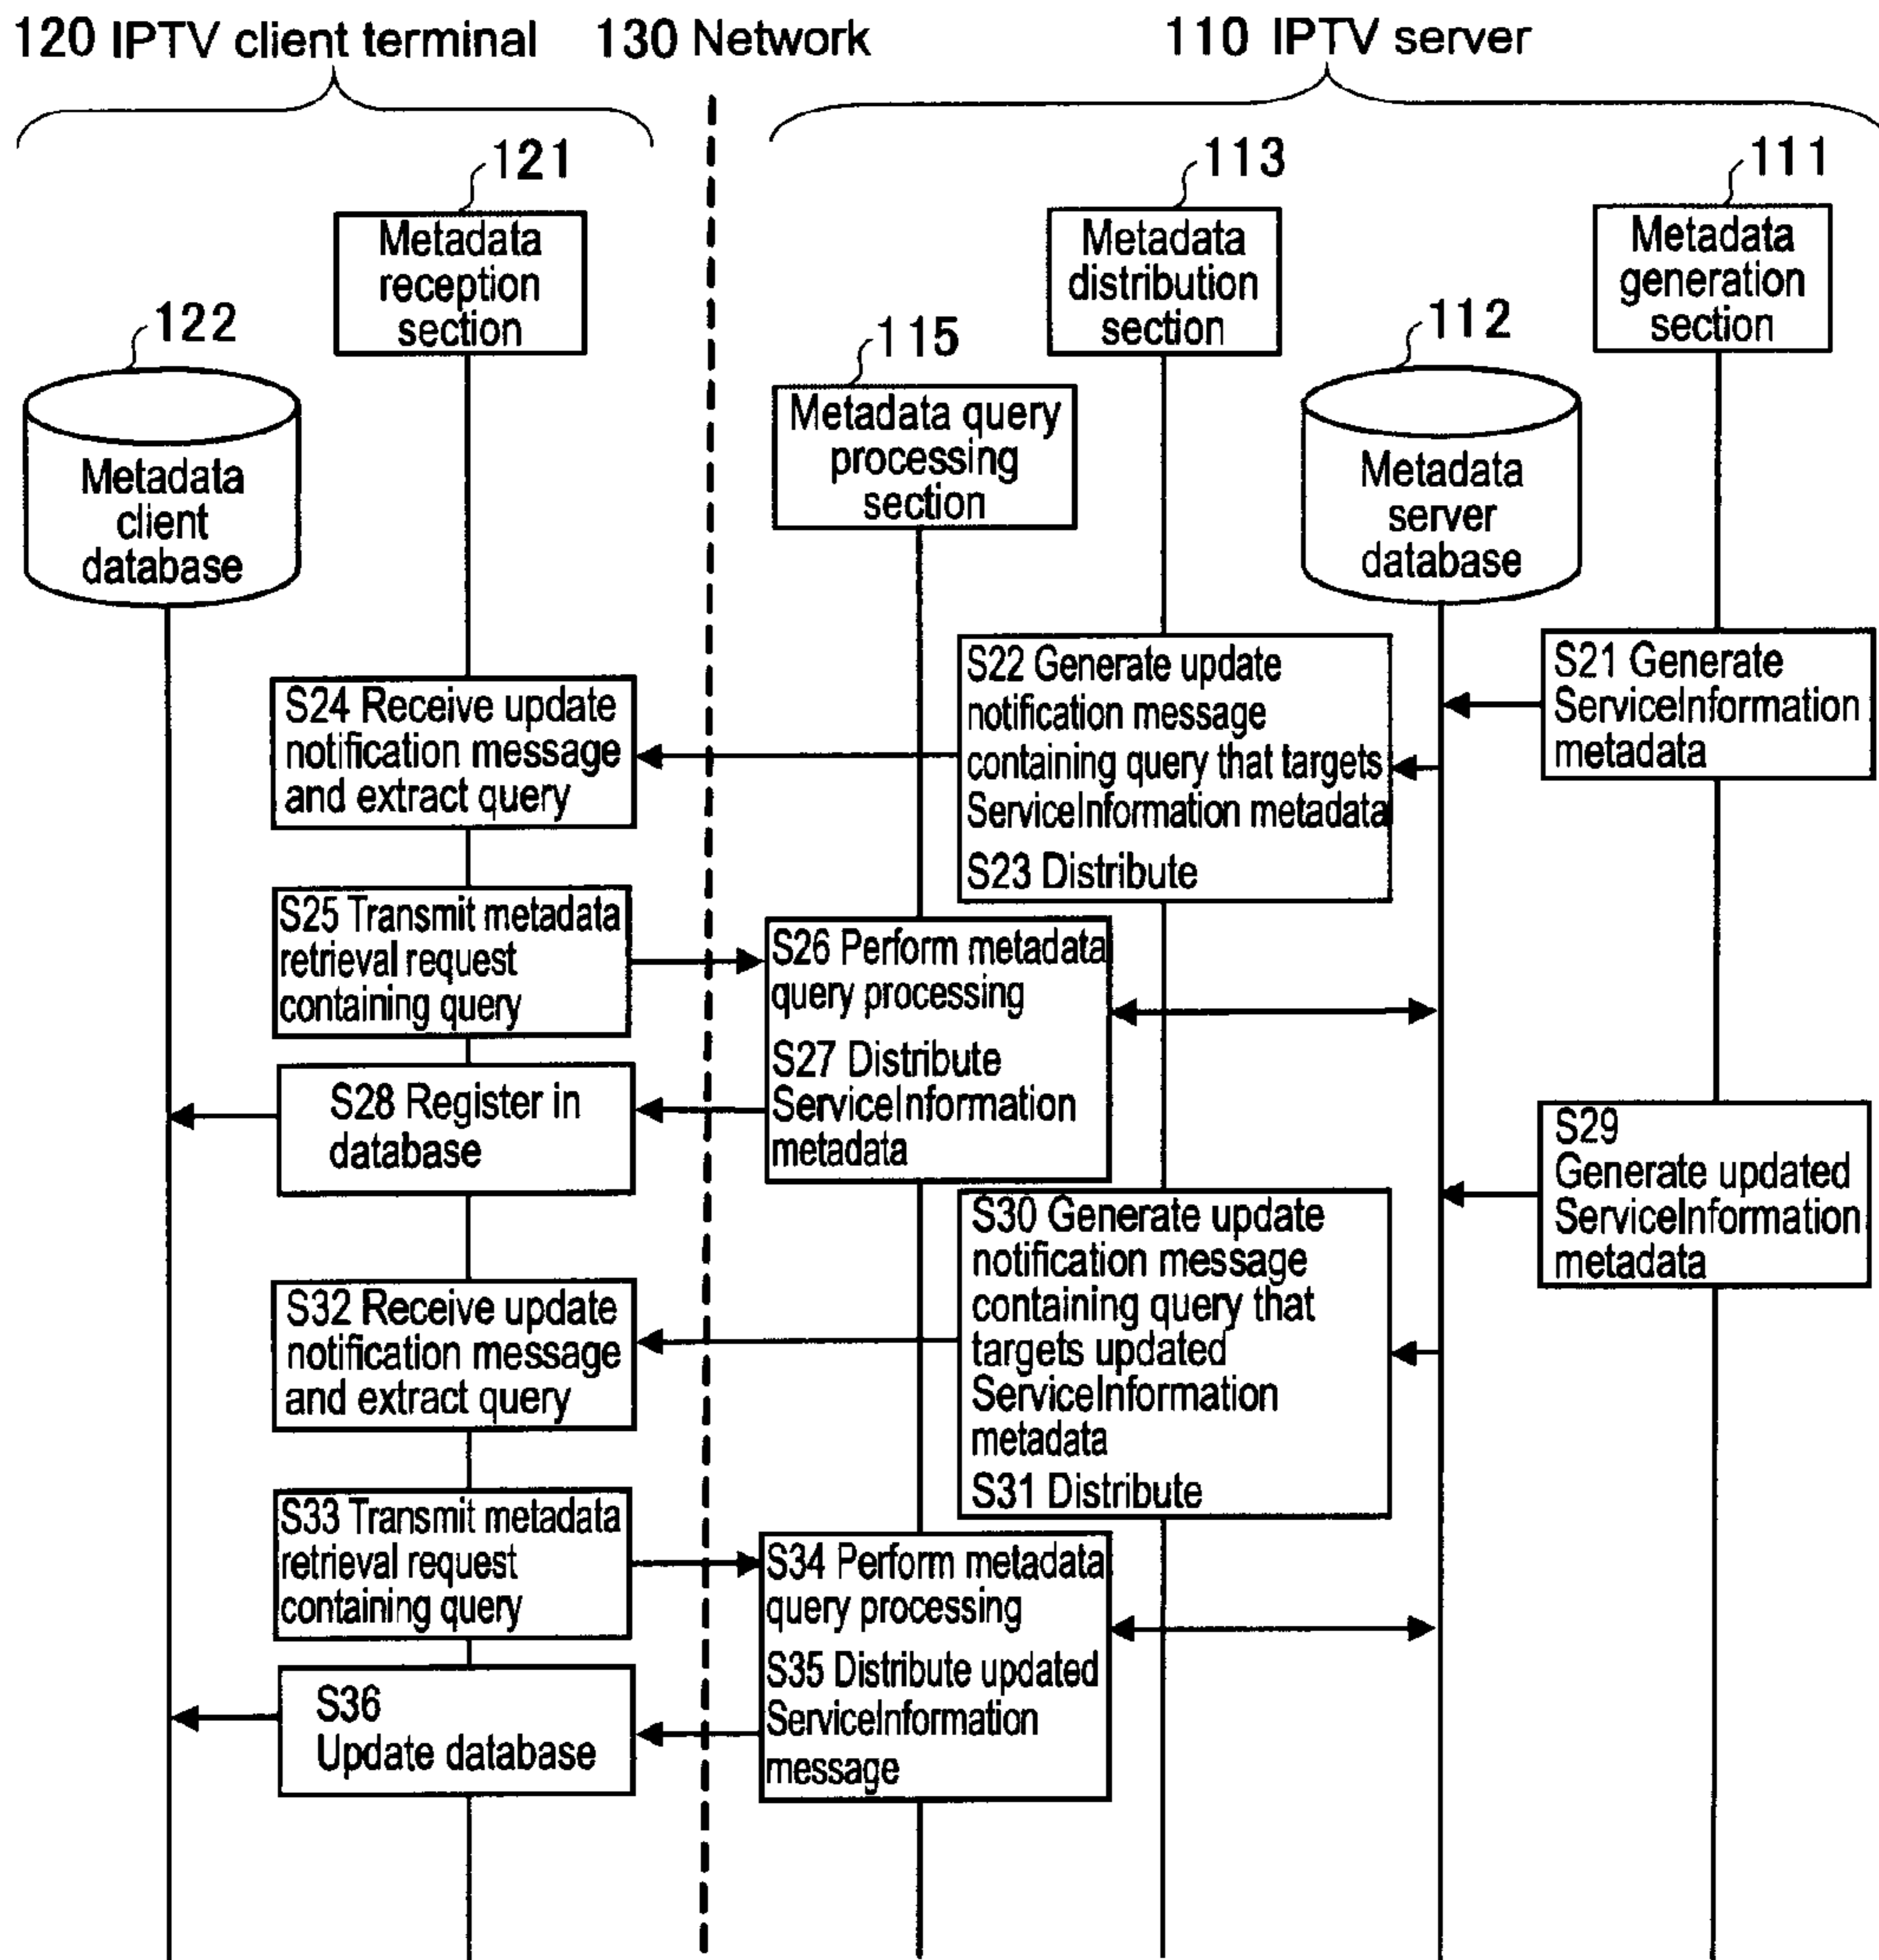 120 IPTV client terminal
130 Network
110 IPTV server
121
113
111
Metadata
reception
section
Metadata
distribution
section
Metadata
generation
section
122
115
112
Metadata
client
database
Metadata query
processing
section
Metadata
server
database
S21 Generate
ServiceInformation
metadata
S22 Generate update
notification message
containing query that targets
ServiceInformation metadata
S23 Distribute
S24 Receive update
notification message
and extract query
S25 Transmit metadata
retrieval request
containing query
S26 Perform metadata
query processing
S27 Distribute
ServiceInformation
metadata
S28 Register in
database
S29
Generate updated
ServiceInformation
metadata
S30 Generate update
notification message
containing query that
targets updated
ServiceInformation
metadata
S31 Distribute
S32 Receive update
notification message
and extract query
S33 Transmit metadata
retrieval request
containing query
S34 Perform metadata
query processing
S35 Distribute updated
ServiceInformation
message
S36
Update database